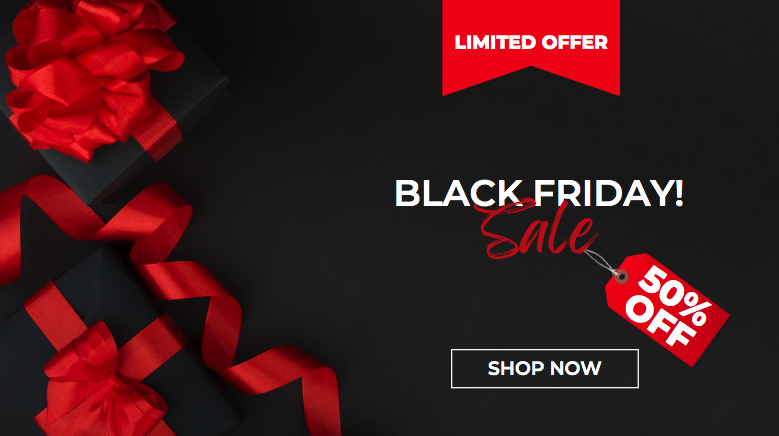 LIMITED OFFER
BLACK FRIDAY!
Sale
50%
OFF
SHOP NOW